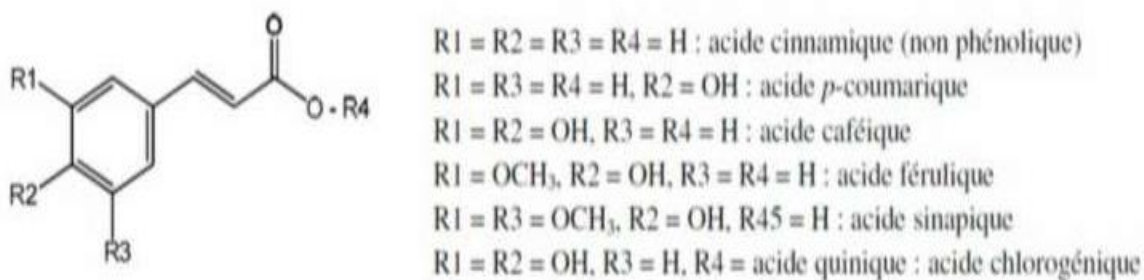 O
R1
O - R4
R2
R3
R1 = R2 = R3 = R4 = H : acide cinnamique (non phénolique)
R1 = R3 = R4 = H, R2 = OH : acide p-coumarique
R1 = R2 = OH, R3 = R4 = H : acide caféique
R1 = OCH₃, R2 = OH, R3 = R4 = H : acide férulique
R1 = R3 = OCH₃, R2 = OH, R45 = H : acide sinapique
R1 = R2 = OH, R3 = H, R4 = acide quinique : acide chlorogénique